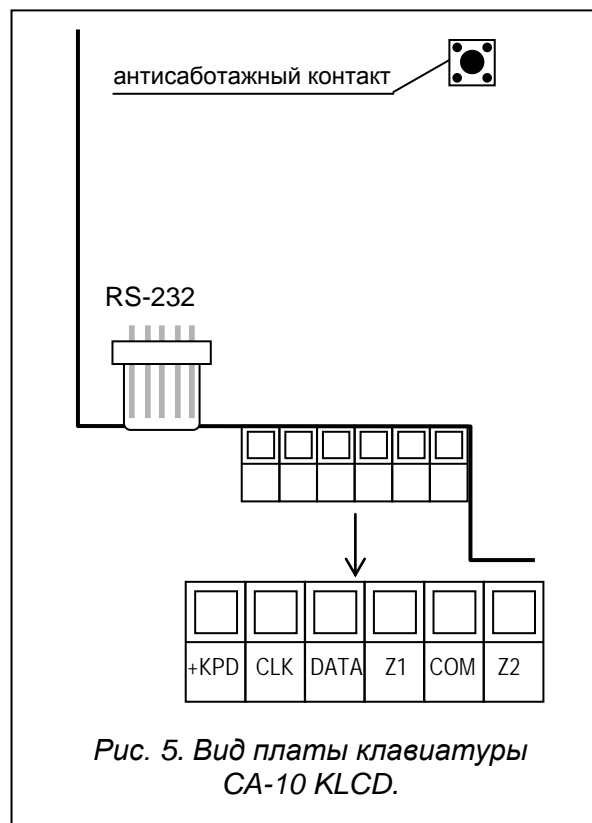 антисаботажный контакт
RS-232
+KPD CLK DATA Z1 COM Z2
Рис. 5. Вид платы клавиатуры
CA-10 KLCD.